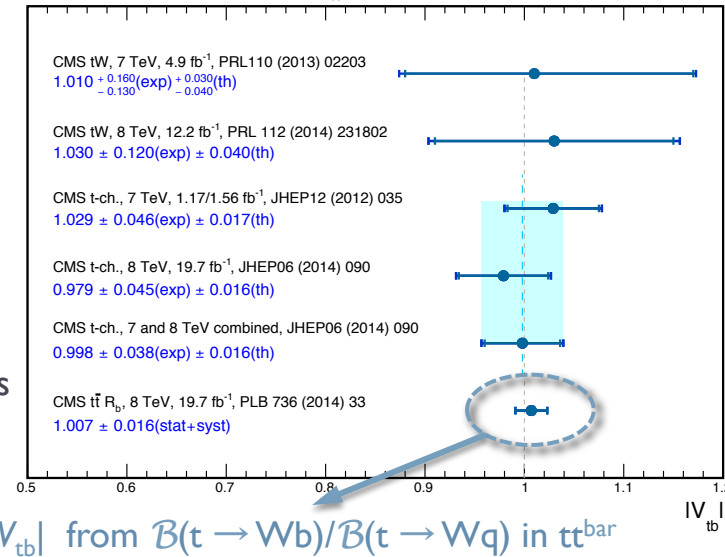 CMS tW, 7 TeV, 4.9 fb⁻¹, PRL110 (2013) 02203
1.010 + 0.160 − 0.130 (exp) + 0.030 − 0.040 (th)
CMS tW, 8 TeV, 12.2 fb⁻¹, PRL 112 (2014) 231802
1.030 ± 0.120(exp) ± 0.040(th)
CMS t-ch., 7 TeV, 1.17/1.56 fb⁻¹, JHEP12 (2012) 035
1.029 ± 0.046(exp) ± 0.017(th)
CMS t-ch., 8 TeV, 19.7 fb⁻¹, JHEP06 (2014) 090
0.979 ± 0.045(exp) ± 0.016(th)
CMS t-ch., 7 and 8 TeV combined, JHEP06 (2014) 090
0.998 ± 0.038(exp) ± 0.016(th)
s
CMS tt̄ R_b, 8 TeV, 19.7 fb⁻¹, PLB 736 (2014) 33
1.007 ± 0.016(stat+syst)
0.5 0.6 0.7 0.9 1 1.1
|V_tb|
V_tb| from ℬ(t → Wb)/ℬ(t → Wq) in tt^bar